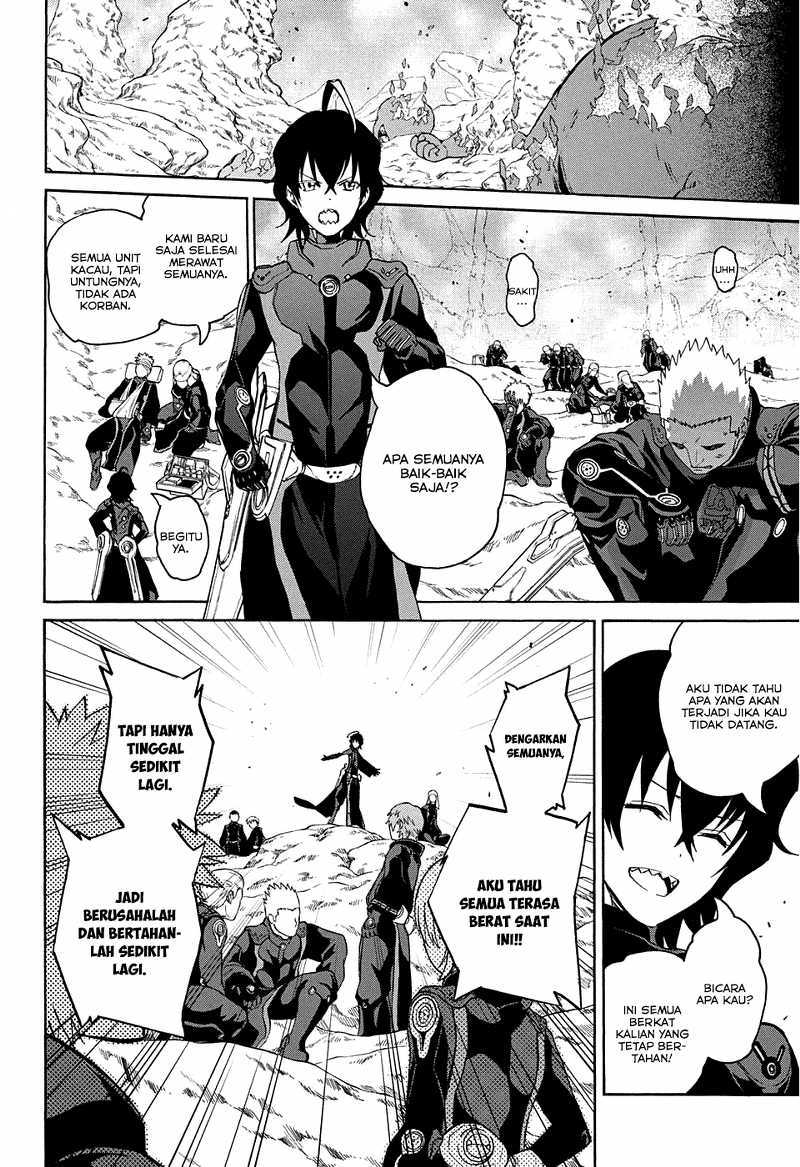 UHH
...
SAKIT
...
APA SEMUANYA
BAIK-BAIK
SAJA!?
KAMI BARU
SAJA SELESAI
MERAWAT
SEMUANYA.
SEMUA UNIT
KACAU, TAPI
UNTUNGNYA,
TIDAK ADA
KORBAN.
BEGITU
YA.
AKU TIDAK TAHU
APA YANG AKAN
TERJADI JIKA KAU
TIDAK DATANG.
BICARA
APA KAU?
INI SEMUA
BERKAT
KALIAN YANG
TETAP BER-
TAHAN!
DENGARKAN
SEMUANYA,
AKU TAHU
SEMUA TERASA
BERAT SAAT
INI!!
TAPI HANYA
TINGGAL
SEDIKIT
LAGI.
JADI
BERUSAHALAH
DAN BERTAHAN-
LAH SEDIKIT
LAGI.